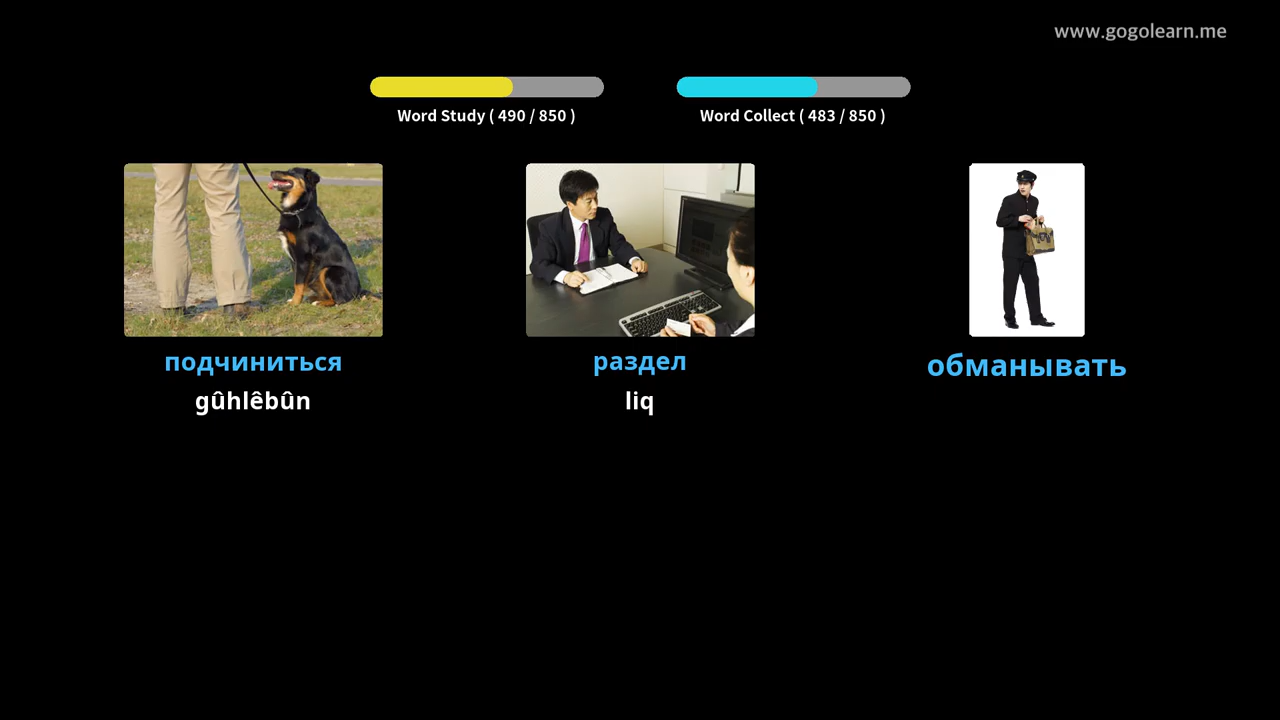 www.gogolearn.me
Word Study ( 490 / 850 )
Word Collect ( 483 / 850 )
подчиниться
раздел
обманывать
gûhlêbûn
liq